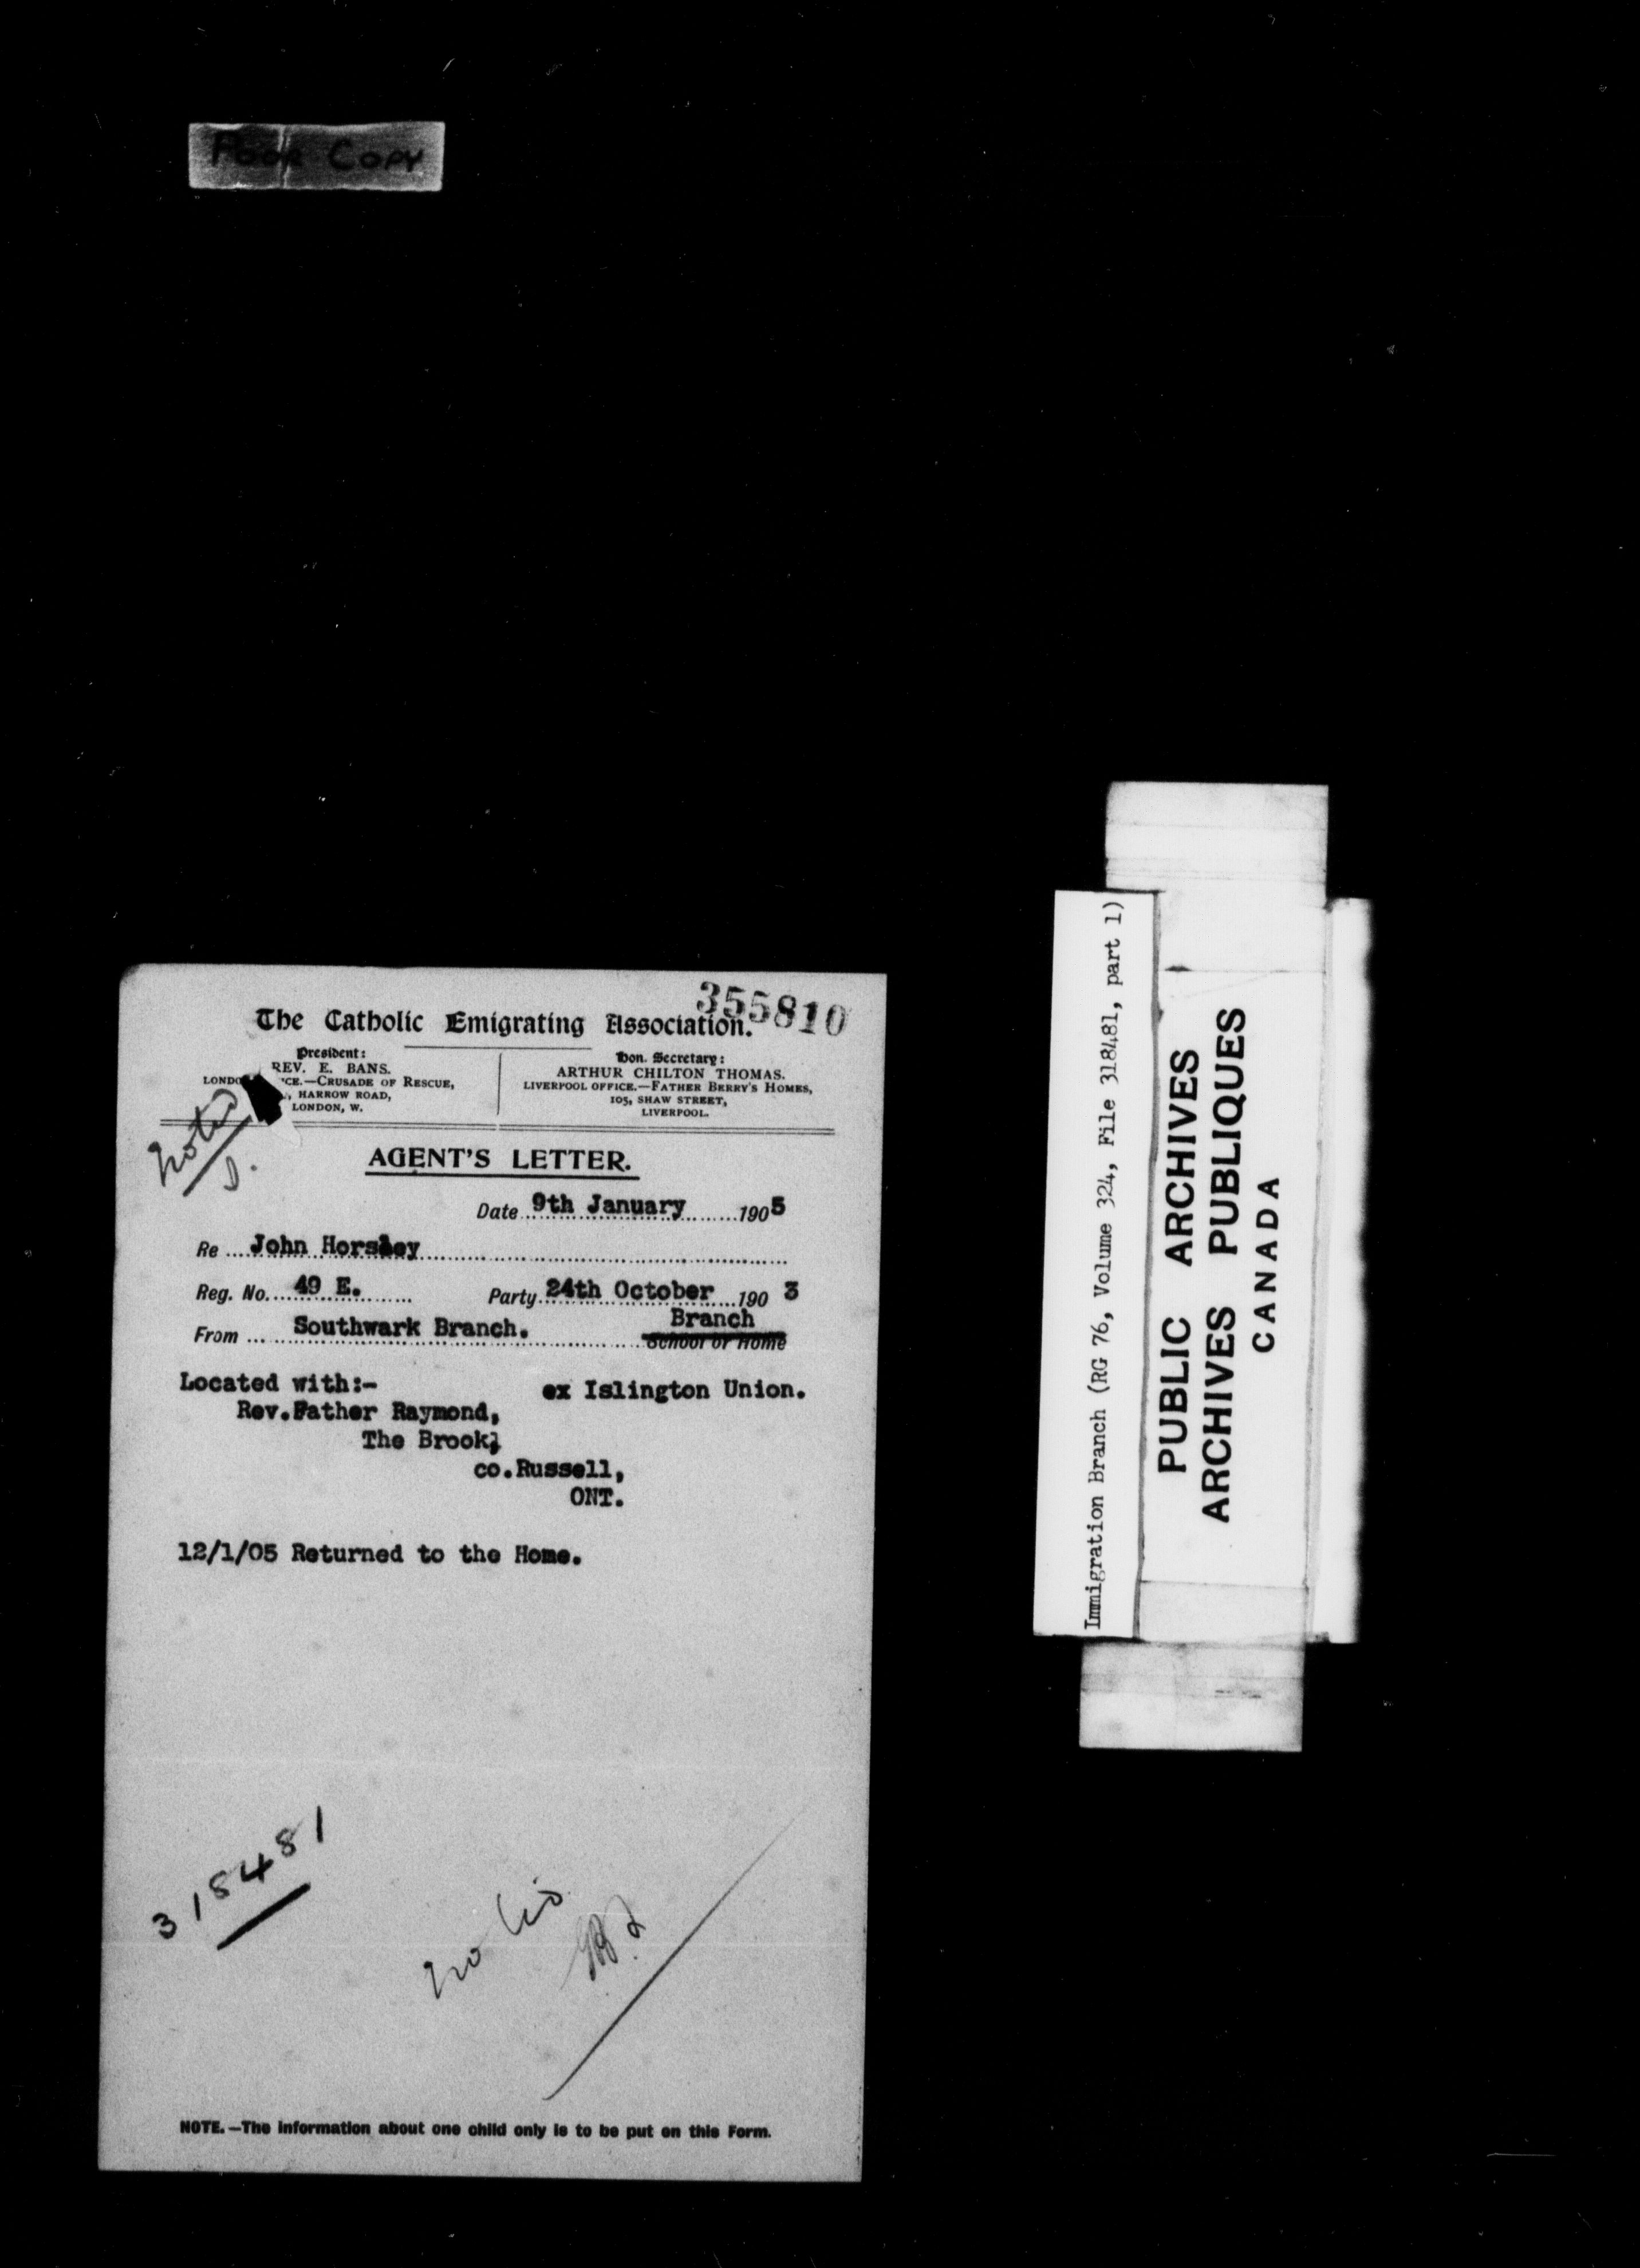 Poor Copy
355810
The Catholic Emigrating Association.
President:
REV. E. BANS.
CE.—CRUSADE OF RESCUE,
HARROW ROAD,
LONDON, W.
Hon. Secretary:
ARTHUR CHILTON THOMAS.
LIVERPOOL OFFICE.—FATHER BERRY'S HOMES,
105, SHAW STREET,
LIVERPOOL.
Noted
AGENT'S LETTER.
Date 9th January 1905
Re John Horsley
Reg. No. 49 E. Party 24th October 1903
Branch
From Southwark Branch. School or Home
Located with:- ex Islington Union.
Rev.Father Raymond,
The Brook,
co.Russell,
ONT.
12/1/05 Returned to the Home.
318481
NOTE.—The information about one child only is to be put on this Form.
Immigration Branch (RG 76, Volume 324, File 318481, part 1)
PUBLIC ARCHIVES
ARCHIVES PUBLIQUES
CANADA